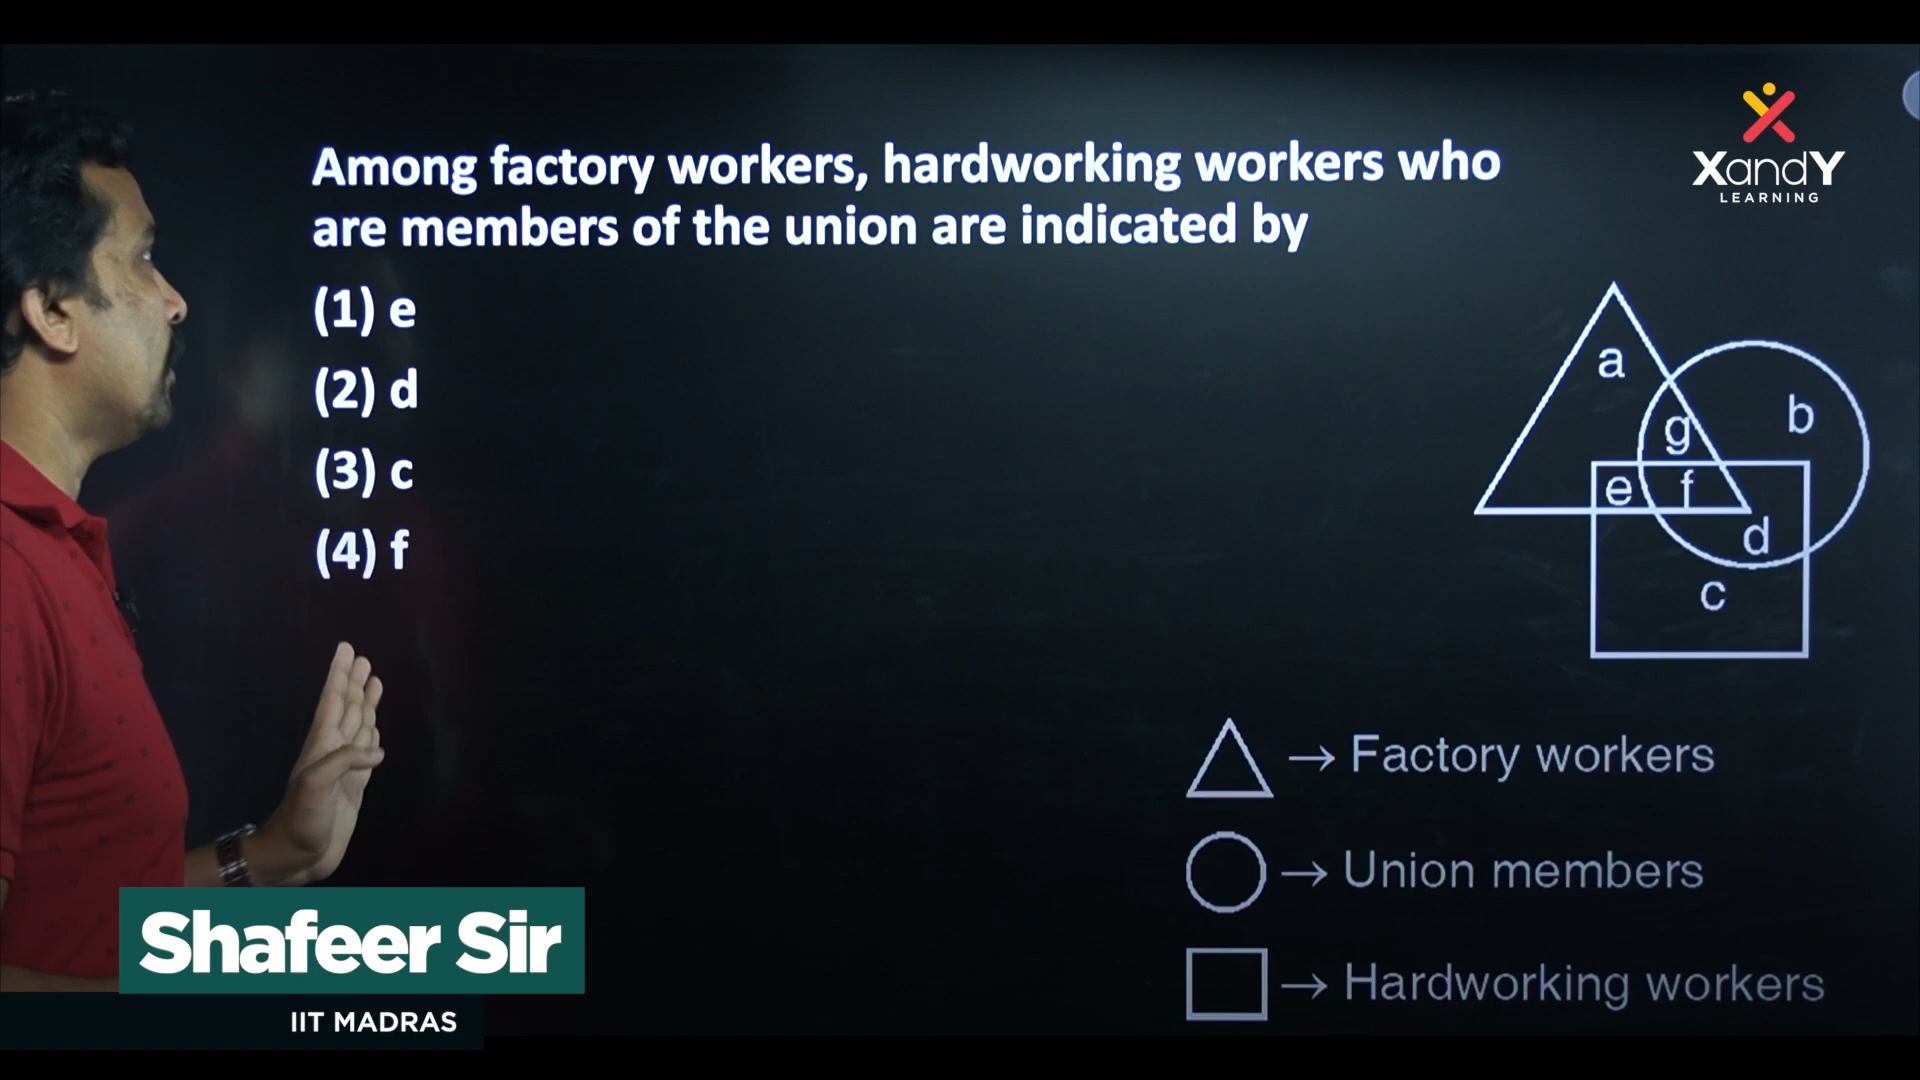 XandY
LEARNING
Among factory workers, hardworking workers who
are members of the union are indicated by
(1) e
(2) d
(3) c
(4) f
a
b
g
e
f
d
c
→ Factory workers
→ Union members
→ Hardworking workers
Shafeer Sir
IIT MADRAS